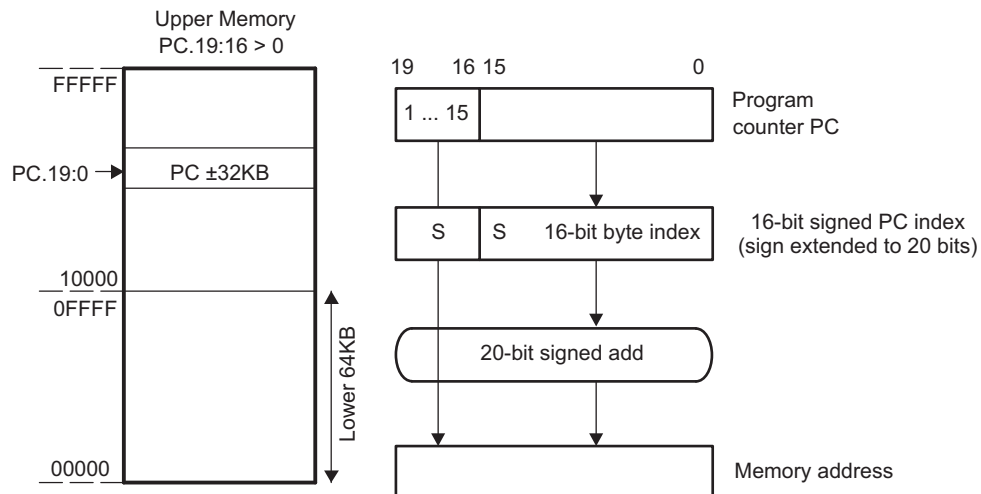 Upper Memory
PC.19:16 > 0
FFFFF
PC.19:0
PC ±32KB
10000
0FFFF
Lower 64KB
00000
19 16 15 0
1 ... 15
Program
counter PC
S S 16-bit byte index
16-bit signed PC index
(sign extended to 20 bits)
20-bit signed add
Memory address